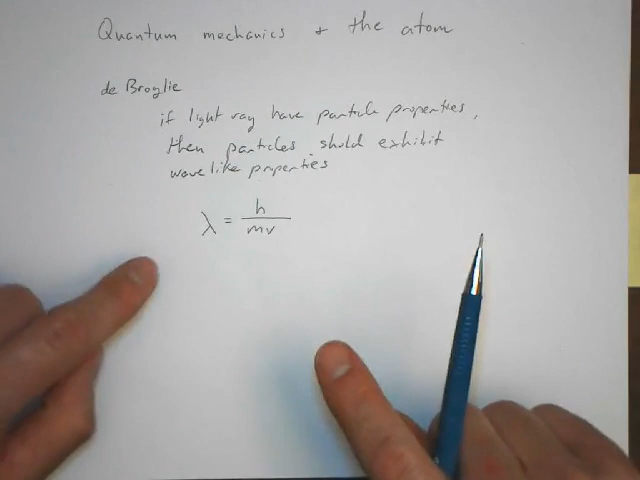 Quantum mechanics + the atom
de Broglie
if light ray have particle properties,
then particles should exhibit
wave like properties
λ = h / mv